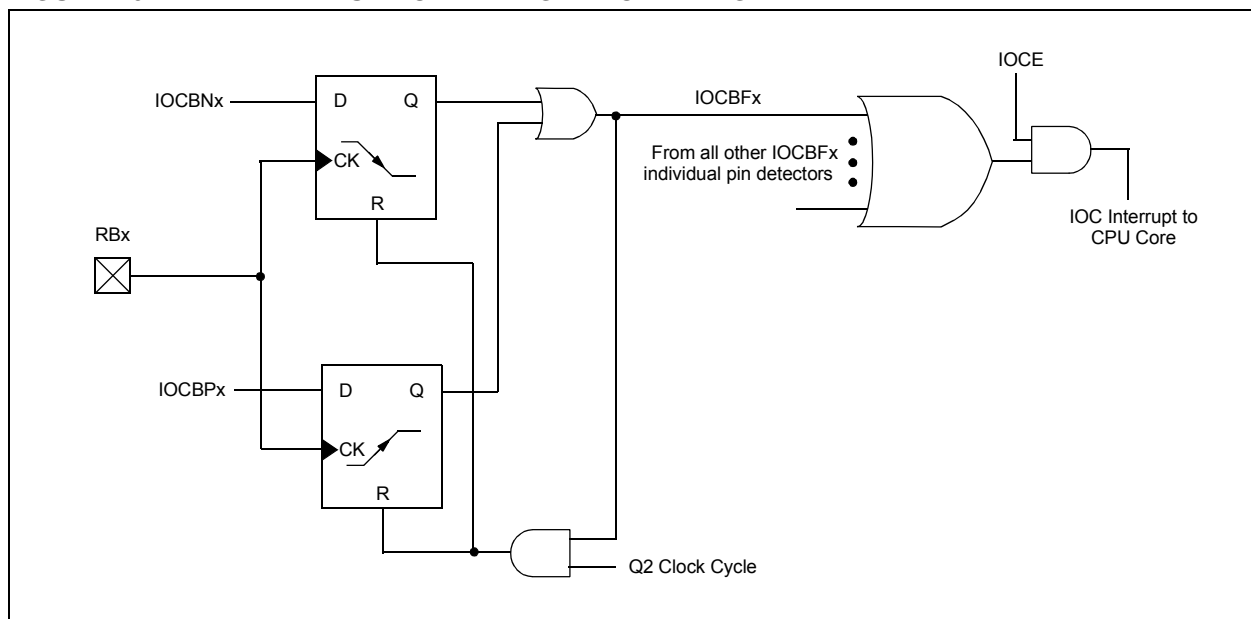 IOCE
IOCBNx
D
Q
IOCBFx
CK
From all other IOCBFx
individual pin detectors
R
IOC Interrupt to
CPU Core
RBx
IOCBPx
D
Q
CK
R
Q2 Clock Cycle